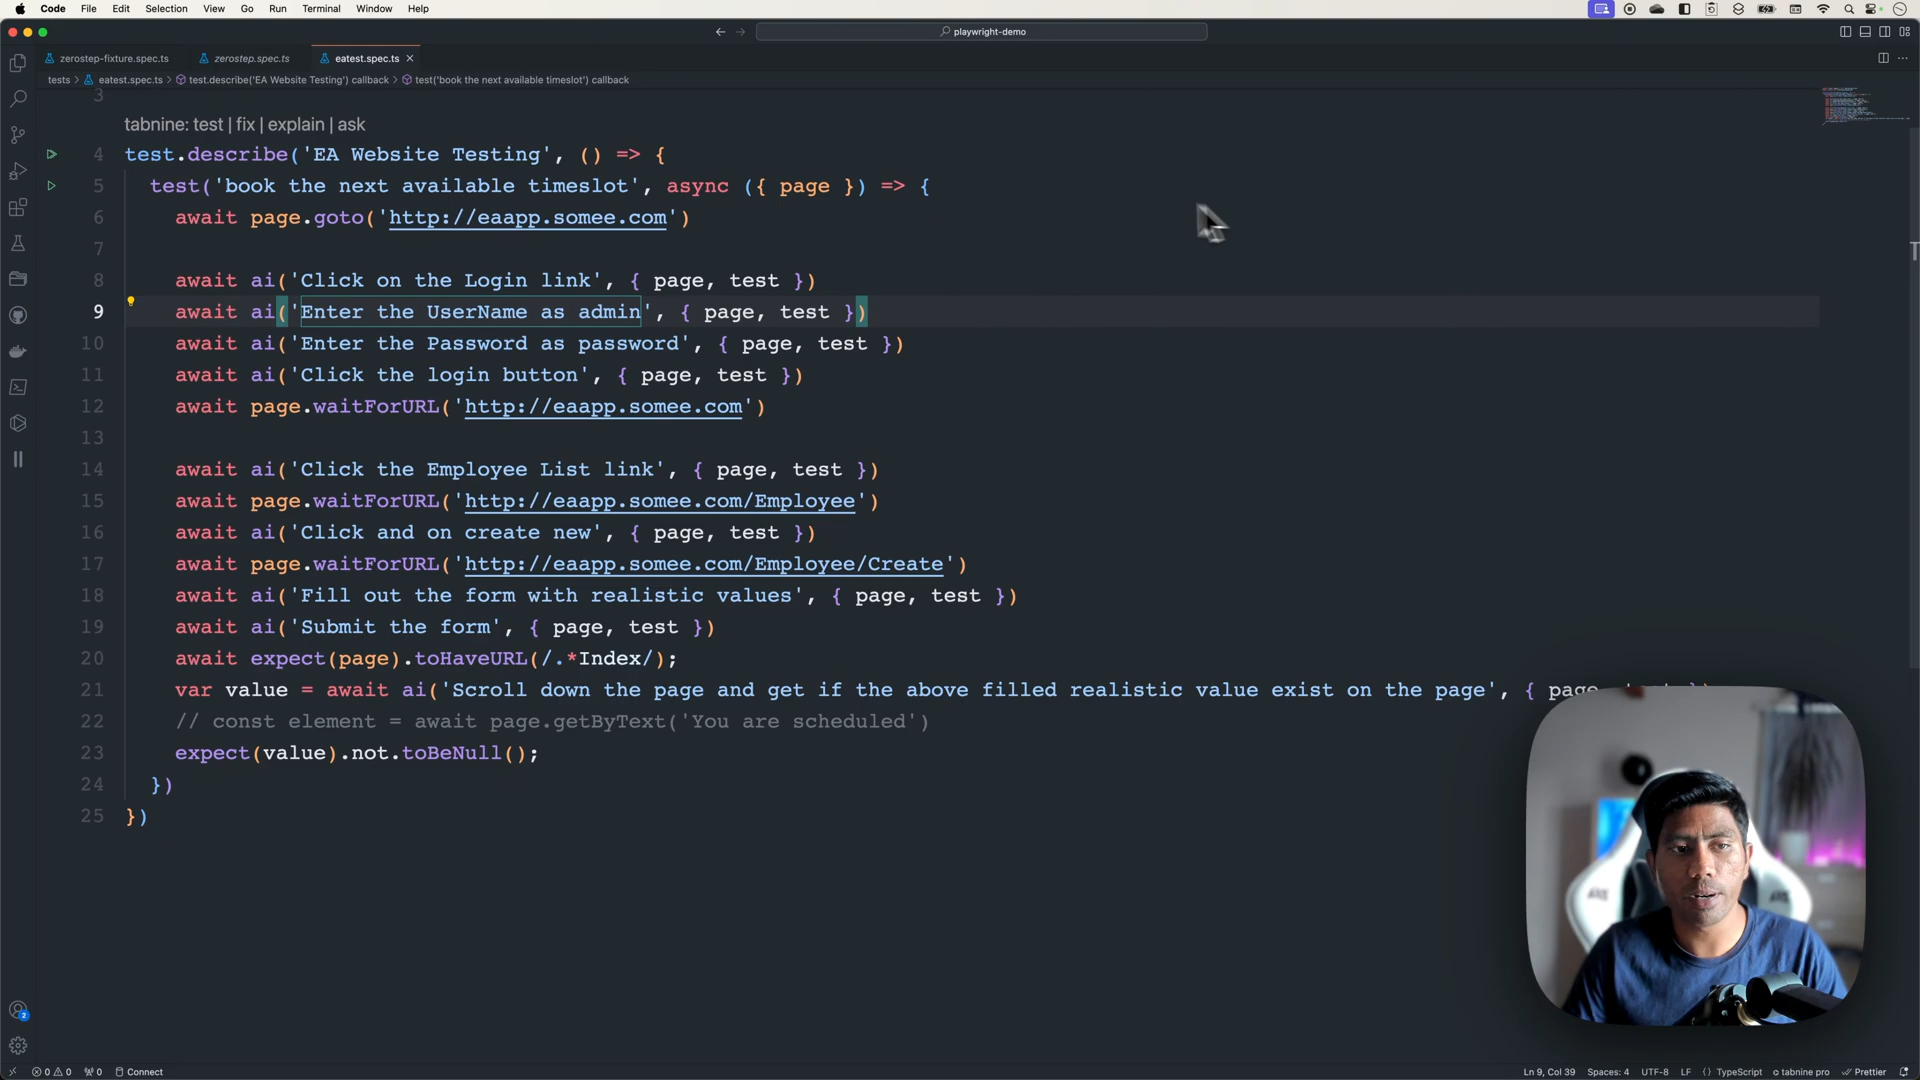 Code File Edit Selection View Go Run Terminal Window Help
playwright-demo
zerostep-fixture.spec.ts zerostep.spec.ts eatest.spec.ts
tests > eatest.spec.ts > test.describe('EA Website Testing') callback > test('book the next available timeslot') callback
3
tabnine: test | fix | explain | ask
4 test.describe('EA Website Testing', () => {
5 test('book the next available timeslot', async ({ page }) => {
6 await page.goto('http://eaapp.somee.com')
7
8 await ai('Click on the Login link', { page, test })
9 await ai('Enter the UserName as admin', { page, test })
10 await ai('Enter the Password as password', { page, test })
11 await ai('Click the login button', { page, test })
12 await page.waitForURL('http://eaapp.somee.com')
13
14 await ai('Click the Employee List link', { page, test })
15 await page.waitForURL('http://eaapp.somee.com/Employee')
16 await ai('Click and on create new', { page, test })
17 await page.waitForURL('http://eaapp.somee.com/Employee/Create')
18 await ai('Fill out the form with realistic values', { page, test })
19 await ai('Submit the form', { page, test })
20 await expect(page).toHaveURL(/.*Index/);
21 var value = await ai('Scroll down the page and get if the above filled realistic value exist on the page', { page
22 // const element = await page.getByText('You are scheduled')
23 expect(value).not.toBeNull();
24 })
25 })
2
0 0 0 Connect
Ln 9, Col 39 Spaces: 4 UTF-8 LF {} TypeScript tabnine pro Prettier